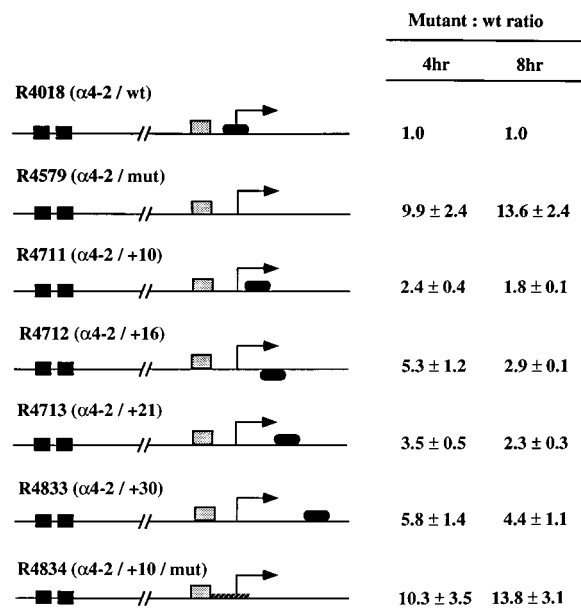 Mutant : wt ratio
4hr 8hr
R4018 (α4-2 / wt)
1.0 1.0
R4579 (α4-2 / mut)
9.9 ± 2.4 13.6 ± 2.4
R4711 (α4-2 / +10)
2.4 ± 0.4 1.8 ± 0.1
R4712 (α4-2 / +16)
5.3 ± 1.2 2.9 ± 0.1
R4713 (α4-2 / +21)
3.5 ± 0.5 2.3 ± 0.3
R4833 (α4-2 / +30)
5.8 ± 1.4 4.4 ± 1.1
R4834 (α4-2 / +10 / mut)
10.3 ± 3.5 13.8 ± 3.1